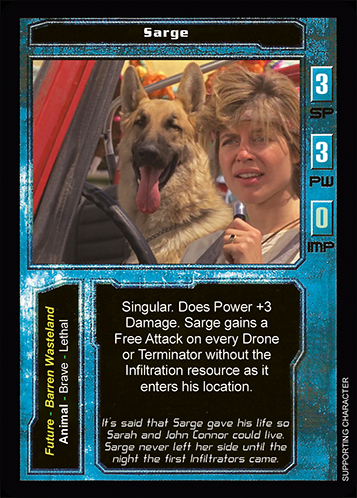 Sarge
3
SP
3
PW
0
IMP
Future - Barren Wasteland
Animal - Brave - Lethal
Singular. Does Power +3
Damage. Sarge gains a
Free Attack on every Drone
or Terminator without the
Infiltration resource as it
enters his location.
It's said that Sarge gave his life so
Sarah and John Connor could live.
Sarge never left her side until the
night the first Infiltrators came.
SUPPORTING CHARACTER